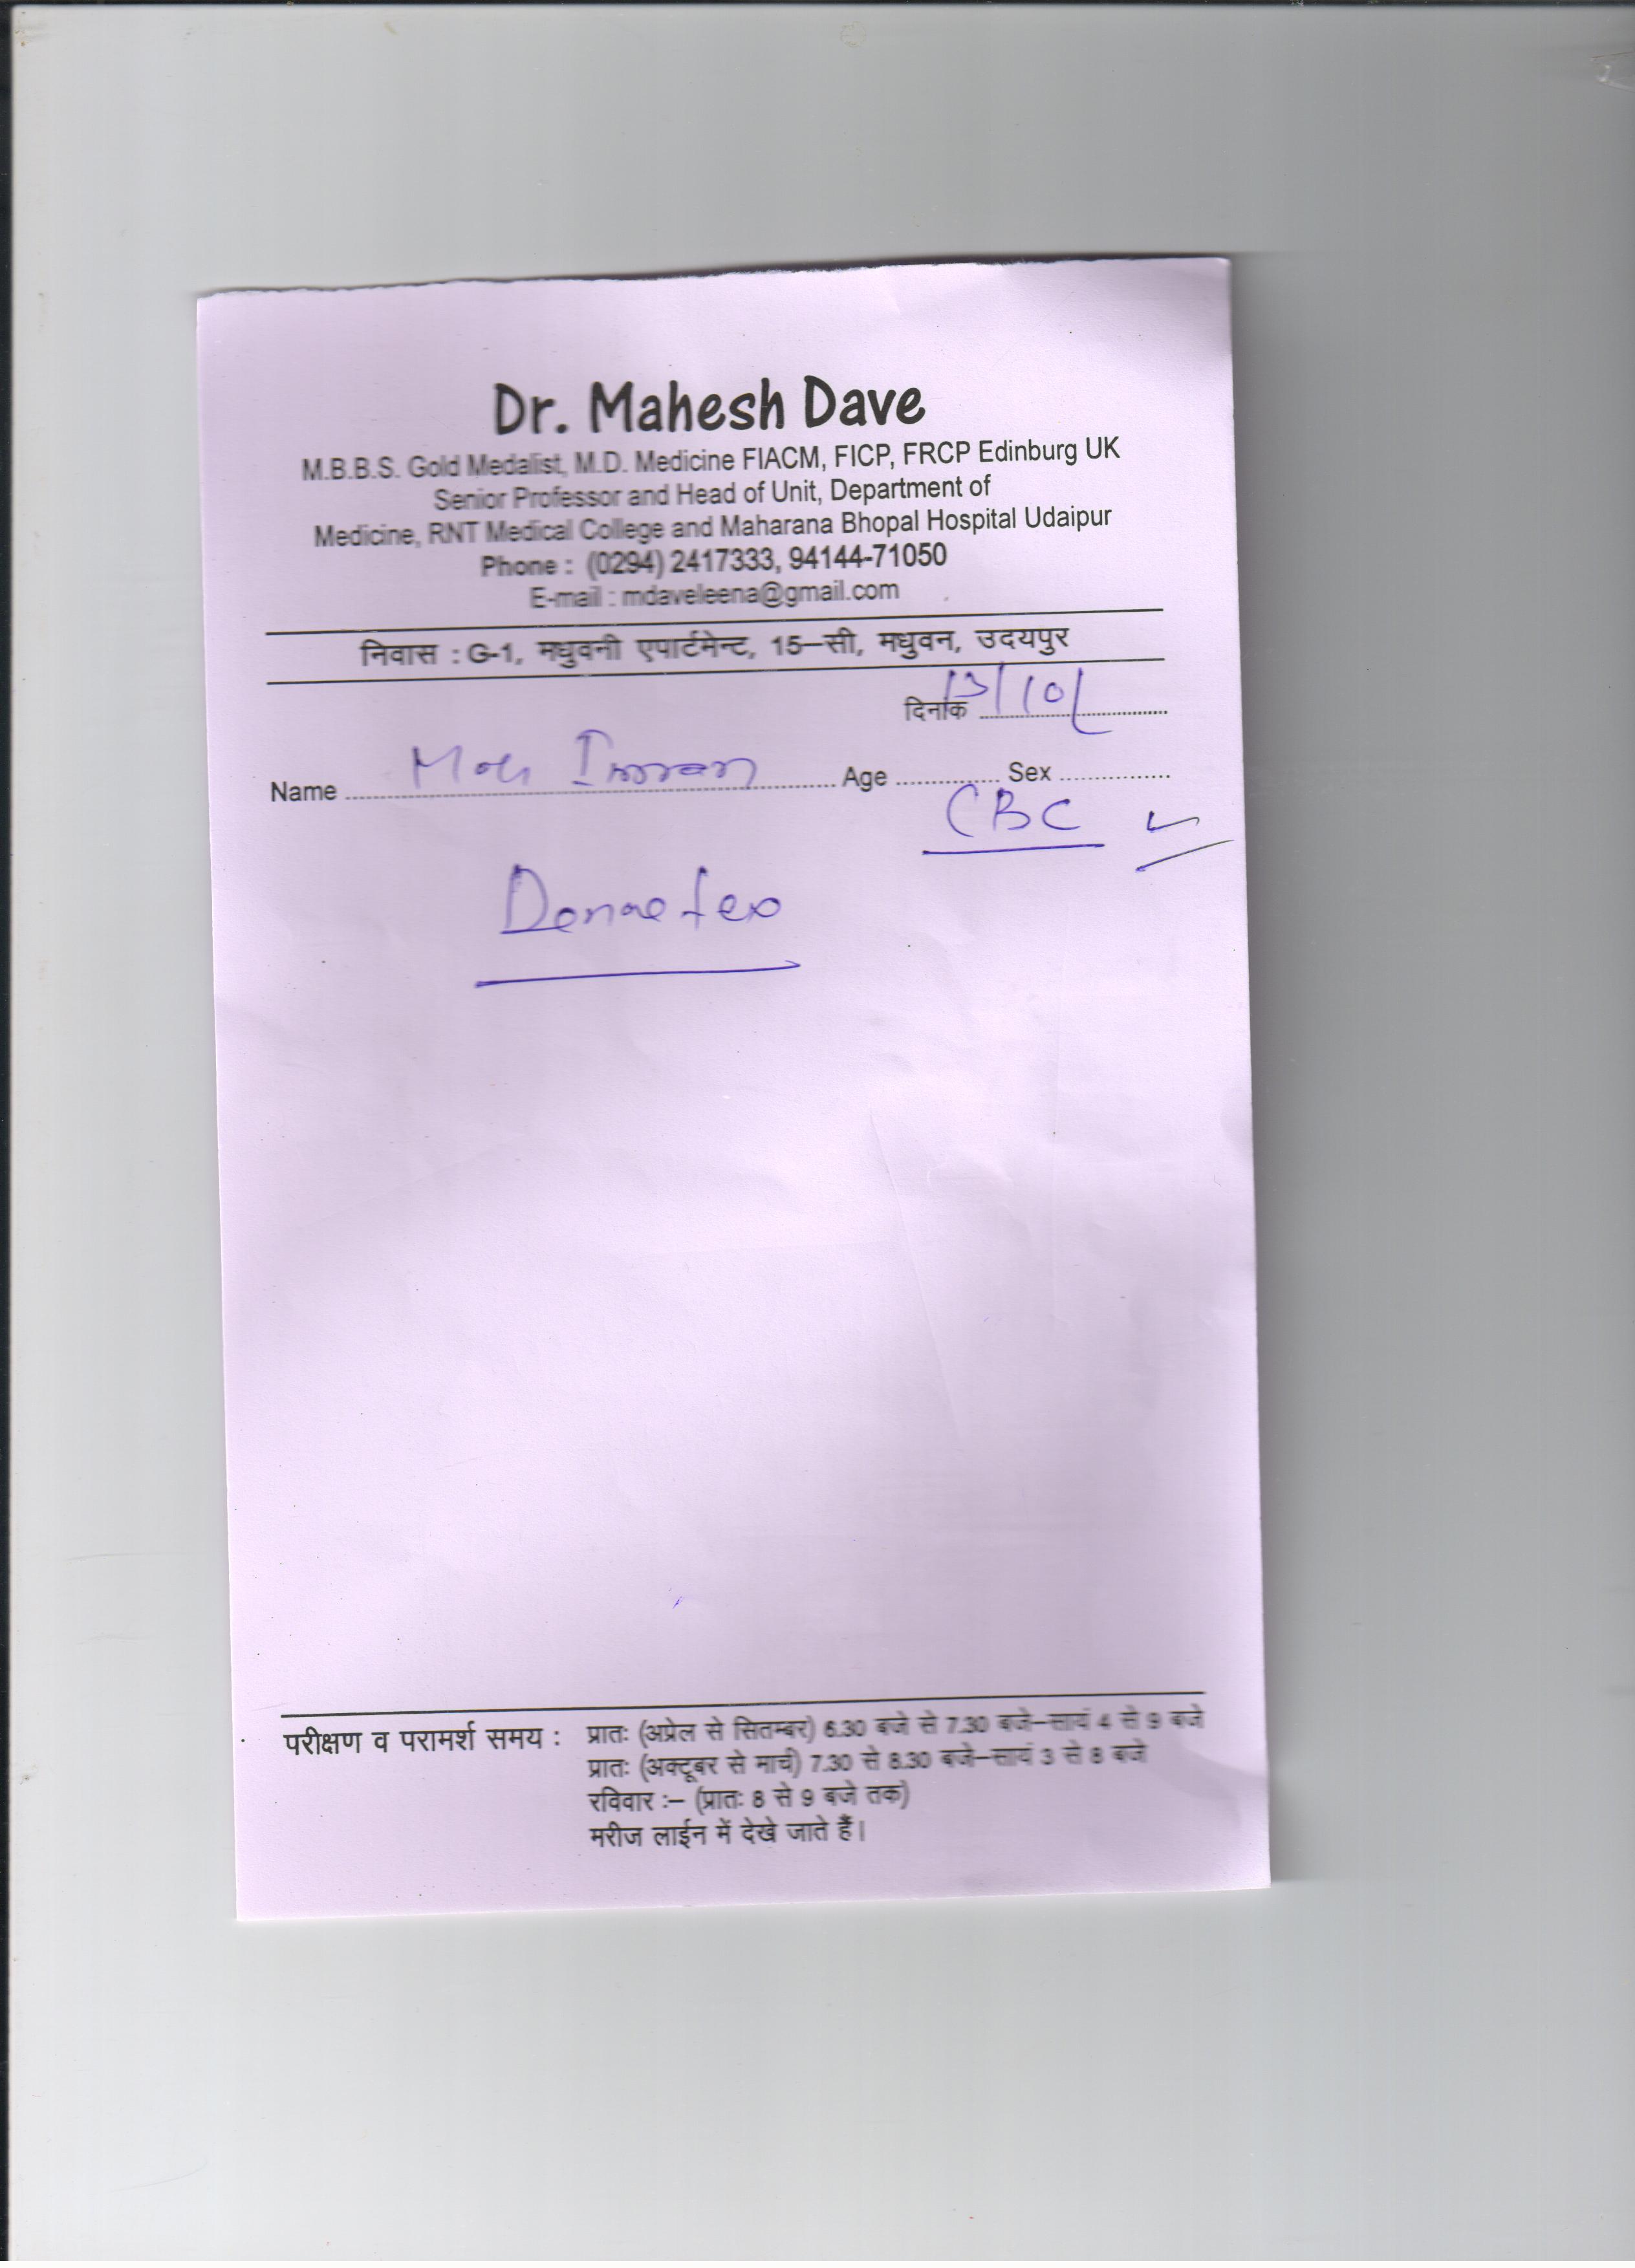 Dr. Mahesh Dave
M.B.B.S. Gold Medalist, M.D. Medicine FIACM, FICP, FRCP Edinburg UK
Senior Professor and Head of Unit, Department of
Medicine, RNT Medical College and Maharana Bhopal Hospital Udaipur
Phone : (0294) 2417333, 94144-71050
E-mail : mdaveleena@gmail.com
निवास : G-1, मधुवनी एपार्टमेन्ट, 15–सी, मधुवन, उदयपुर
दिनांक 13/10/
Name Imran Age Sex
CBC
परीक्षण व परामर्श समय : प्रातः (अप्रेल से सितम्बर) 6.30 बजे से 7.30 बजे–सायं 4 से 9 बजे
प्रातः (अक्टूबर से मार्च) 7.30 से 8.30 बजे–सायं 3 से 8 बजे
रविवार :– (प्रातः 8 से 9 बजे तक)
मरीज लाईन में देखे जाते हैं।